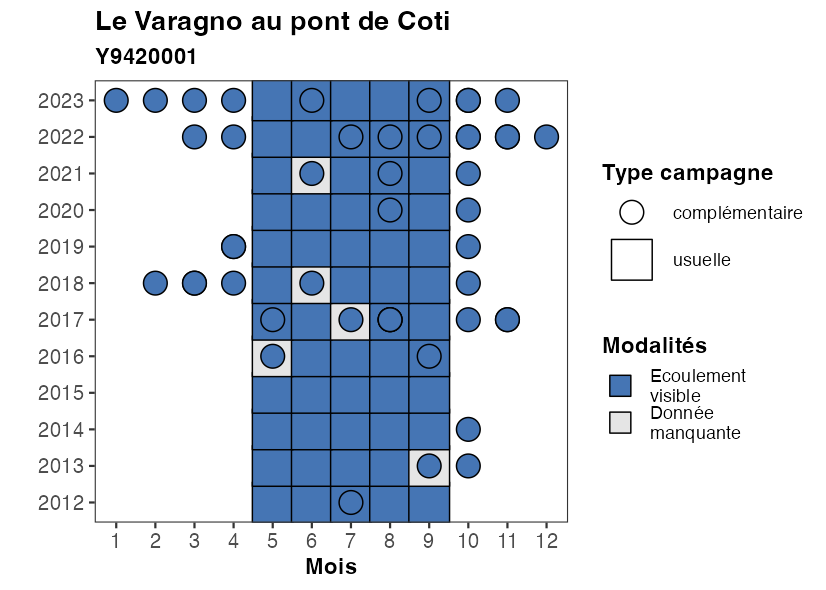 Le Varagno au pont de Coti
Y9420001
2023
2022
2021
2020
2019
2018
2017
2016
2015
2014
2013
2012
1 2 3 4 5 6 7 8 9 10 11 12
Mois
Type campagne
complémentaire
usuelle
Modalités
Ecoulement
visible
Donnée
manquante